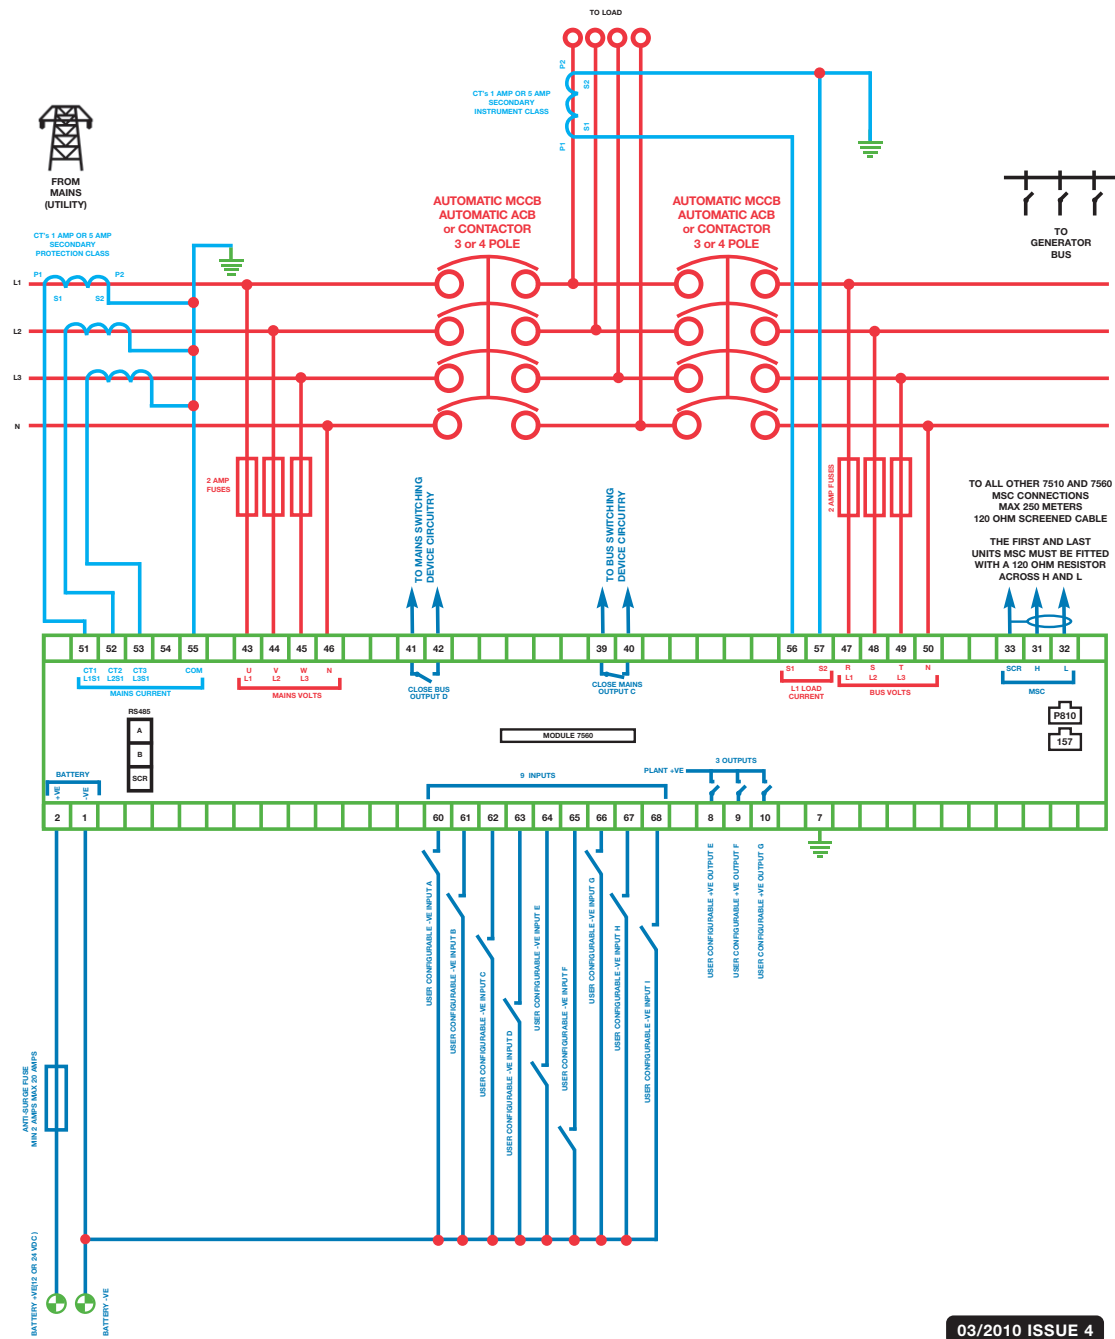 TO LOAD
P2
S2
CT's 1 AMP OR 5 AMP
SECONDARY
INSTRUMENT CLASS
S1
P1
FROM
MAINS
(UTILITY)
CT's 1 AMP OR 5 AMP
SECONDARY
PROTECTION CLASS
P1
P2
S1
S2
AUTOMATIC MCCB
AUTOMATIC ACB
or CONTACTOR
3 or 4 POLE
AUTOMATIC MCCB
AUTOMATIC ACB
or CONTACTOR
3 or 4 POLE
TO
GENERATOR
BUS
L1
L2
L3
N
2 AMP
FUSES
TO MAINS SWITCHING
DEVICE CIRCUITRY
TO BUS SWITCHING
DEVICE CIRCUITRY
2 AMP FUSES
TO ALL OTHER 7510 AND 7560
MSC CONNECTIONS
MAX 250 METERS
120 OHM SCREENED CABLE
THE FIRST AND LAST
UNITS MSC MUST BE FITTED
WITH A 120 OHM RESISTOR
ACROSS H AND L
51 52 53 54 55 43 44 45 46 41 42 39 40 56 57 47 48 49 50 33 31 32
CT1 CT2 CT3 COM
L1S1 L2S1 L3S1
MAINS CURRENT
U V W N
L1 L2 L3
MAINS VOLTS
CLOSE BUS
OUTPUT D
CLOSE MAINS
OUTPUT C
S1 S2
L1 LOAD
CURRENT
R S T N
L1 L2 L3
BUS VOLTS
SCR H L
MSC
RS485
A
B
SCR
MODULE 7560
P810
157
BATTERY
+VE
-VE
9 INPUTS
PLANT +VE
3 OUTPUTS
2 1 60 61 62 63 64 65 66 67 68 8 9 10 7
USER CONFIGURABLE -VE INPUT A
USER CONFIGURABLE -VE INPUT B
USER CONFIGURABLE -VE INPUT C
USER CONFIGURABLE -VE INPUT D
USER CONFIGURABLE -VE INPUT E
USER CONFIGURABLE -VE INPUT F
USER CONFIGURABLE -VE INPUT G
USER CONFIGURABLE -VE INPUT H
USER CONFIGURABLE -VE INPUT I
USER CONFIGURABLE +VE OUTPUT E
USER CONFIGURABLE +VE OUTPUT F
USER CONFIGURABLE +VE OUTPUT G
ANTI-SURGE FUSE
MIN 2 AMPS MAX 20 AMPS
BATTERY +VE(12 OR 24 VDC )
BATTERY -VE
03/2010 ISSUE 4